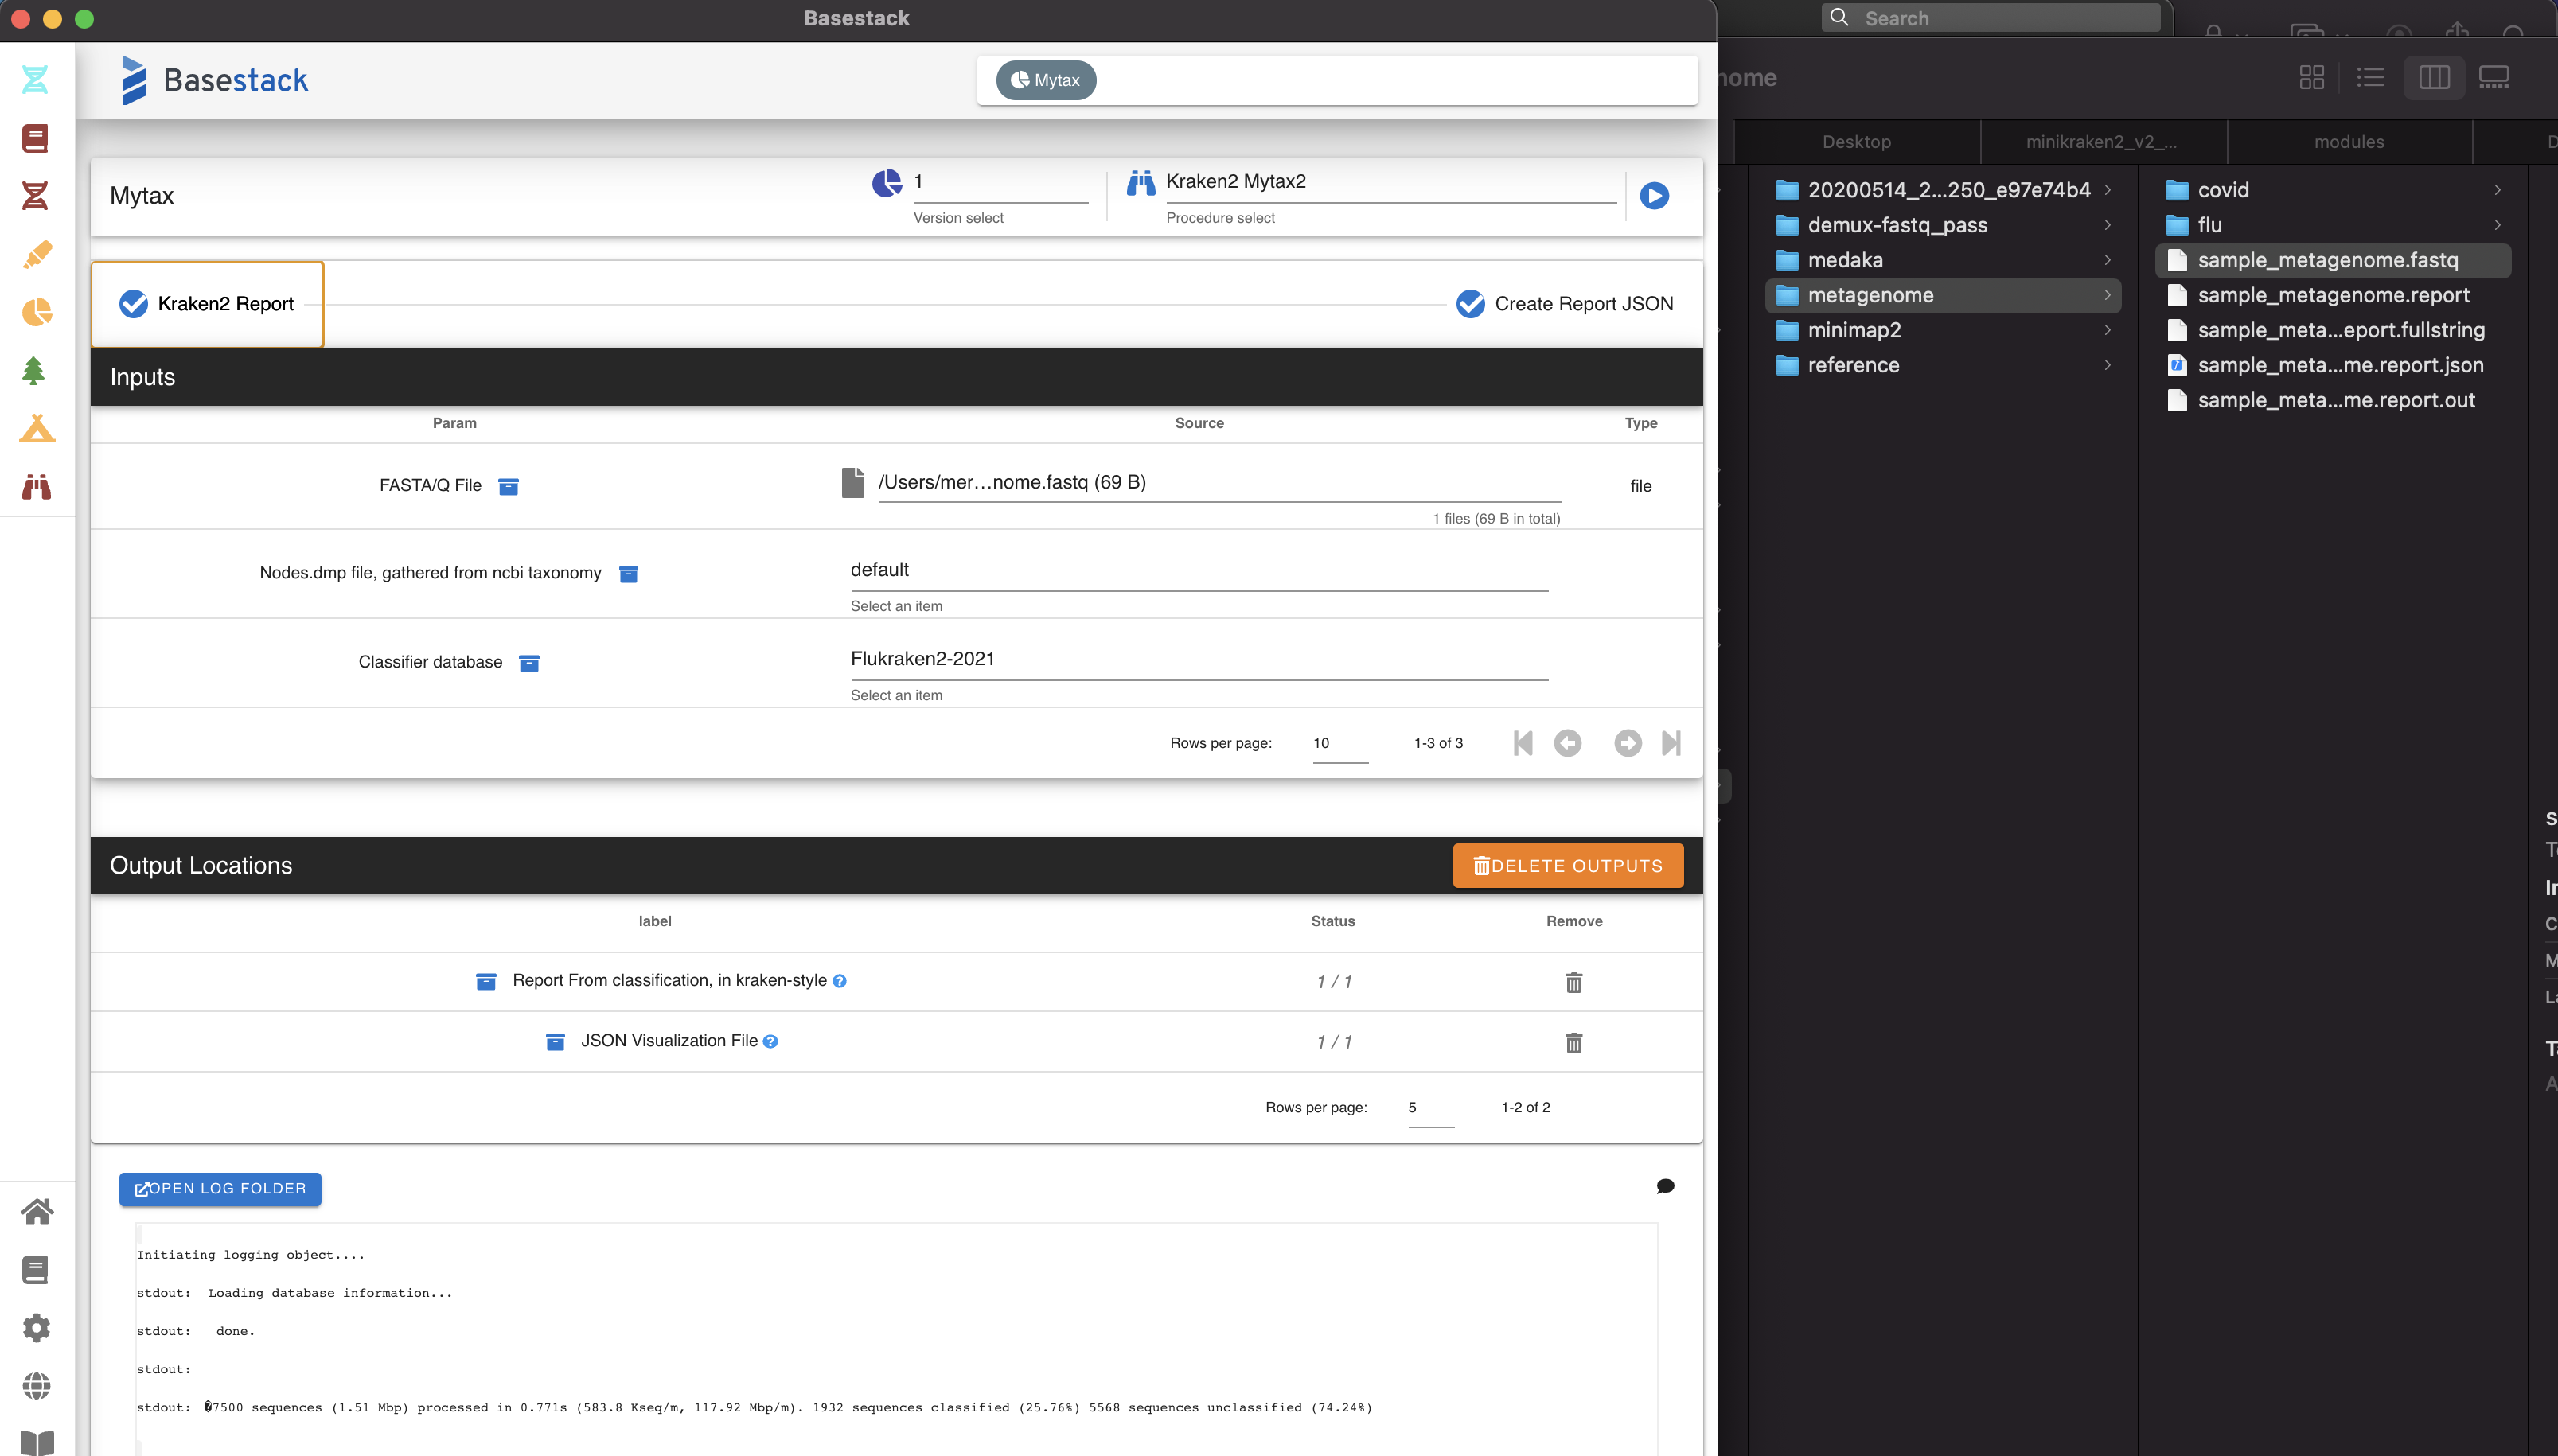 Basestack
Search
Basestack
Mytax
nome
Desktop
minikraken2_v2_...
modules
Mytax
1
Version select
Kraken2 Mytax2
Procedure select
20200514_2...250_e97e74b4
demux-fastq_pass
medaka
metagenome
minimap2
reference
covid
flu
sample_metagenome.fastq
sample_metagenome.report
sample_meta...eport.fullstring
sample_meta...me.report.json
sample_meta...me.report.out
Kraken2 Report
Create Report JSON
Inputs
Param
Source
Type
FASTA/Q File
/Users/mer…nome.fastq (69 B)
file
1 files (69 B in total)
Nodes.dmp file, gathered from ncbi taxonomy
default
Select an item
Classifier database
Flukraken2-2021
Select an item
Rows per page:
10
1-3 of 3
Output Locations
DELETE OUTPUTS
label
Status
Remove
Report From classification, in kraken-style
1 / 1
JSON Visualization File
1 / 1
Rows per page:
5
1-2 of 2
OPEN LOG FOLDER
Initiating logging object....
stdout:  Loading database information...
stdout:   done.
stdout:
stdout:  �7500 sequences (1.51 Mbp) processed in 0.771s (583.8 Kseq/m, 117.92 Mbp/m). 1932 sequences classified (25.76%) 5568 sequences unclassified (74.24%)